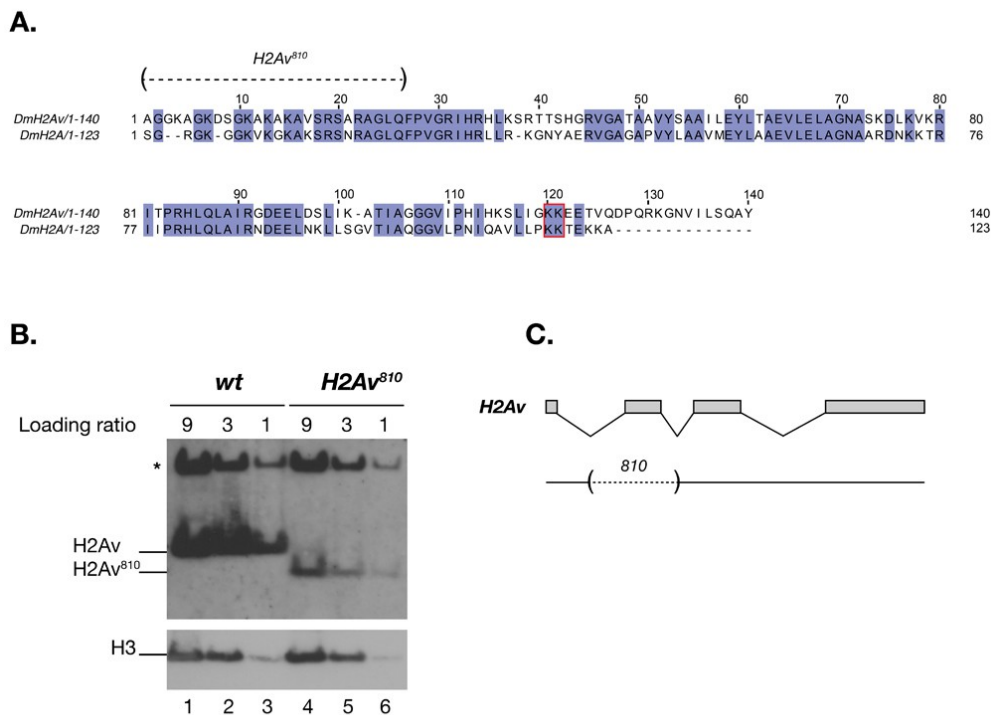 A.
H2Av⁸¹⁰
10 20 30 40 50 60 70 80
DmH2Av/1-140 1 AGGKAGKDSGKAKAKAVSRSARAGLQFPVGRIHRHLKSRTTSHGRVGATAAVYSAAILEYLTAEVLELAGNASKDLKVKR 80
DmH2A/1-123 1 SG--RGK-GGKVKGKAKSRSNRAGLQFPVGRIHRLLR-KGNYAERVGAGAPVYLAAVMEYLAAEVLELAGNAARDNKKTR 76
90 100 110 120 130 140
DmH2Av/1-140 81 ITPRHLQLAIRGDEELDSLIK-ATIAGGGVIPHIHKSLIGKKEETVQDPQRKGNVILSQAY 140
DmH2A/1-123 77 IIPRHLQLAIRNDEELNKLLSGVTIAQGGVLPNIQAVLLPKKTEKKA-------------- 123
B.
wt H2Av⁸¹⁰
Loading ratio 9 3 1 9 3 1
*
H2Av
H2Av⁸¹⁰
H3
1 2 3 4 5 6
C.
H2Av
810